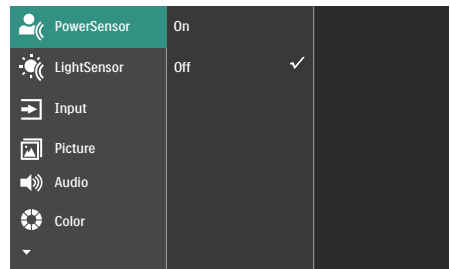 PowerSensor
On
LightSensor
Off
Input
Picture
Audio
Color